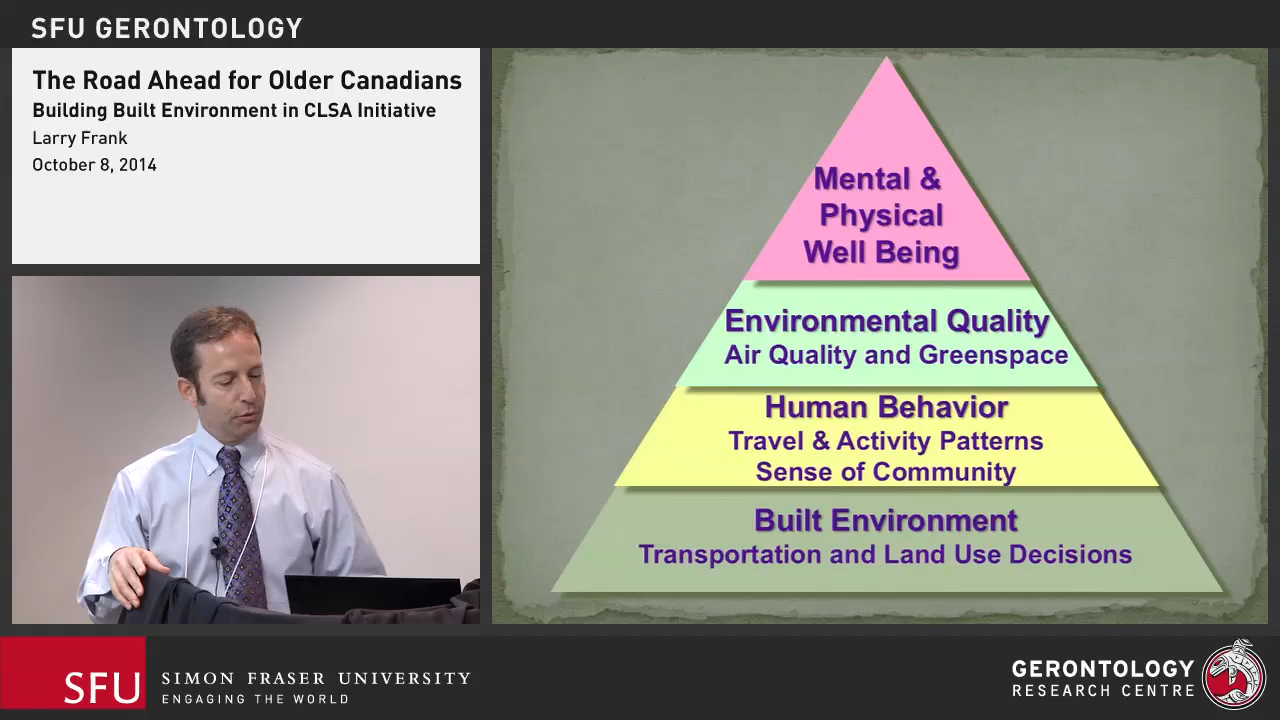 SFU GERONTOLOGY
The Road Ahead for Older Canadians
Building Built Environment in CLSA Initiative
Larry Frank
October 8, 2014
Mental &
Physical
Well Being
Environmental Quality
Air Quality and Greenspace
Human Behavior
Travel & Activity Patterns
Sense of Community
Built Environment
Transportation and Land Use Decisions
SFU
SIMON FRASER UNIVERSITY
ENGAGING THE WORLD
GERONTOLOGY
RESEARCH CENTRE